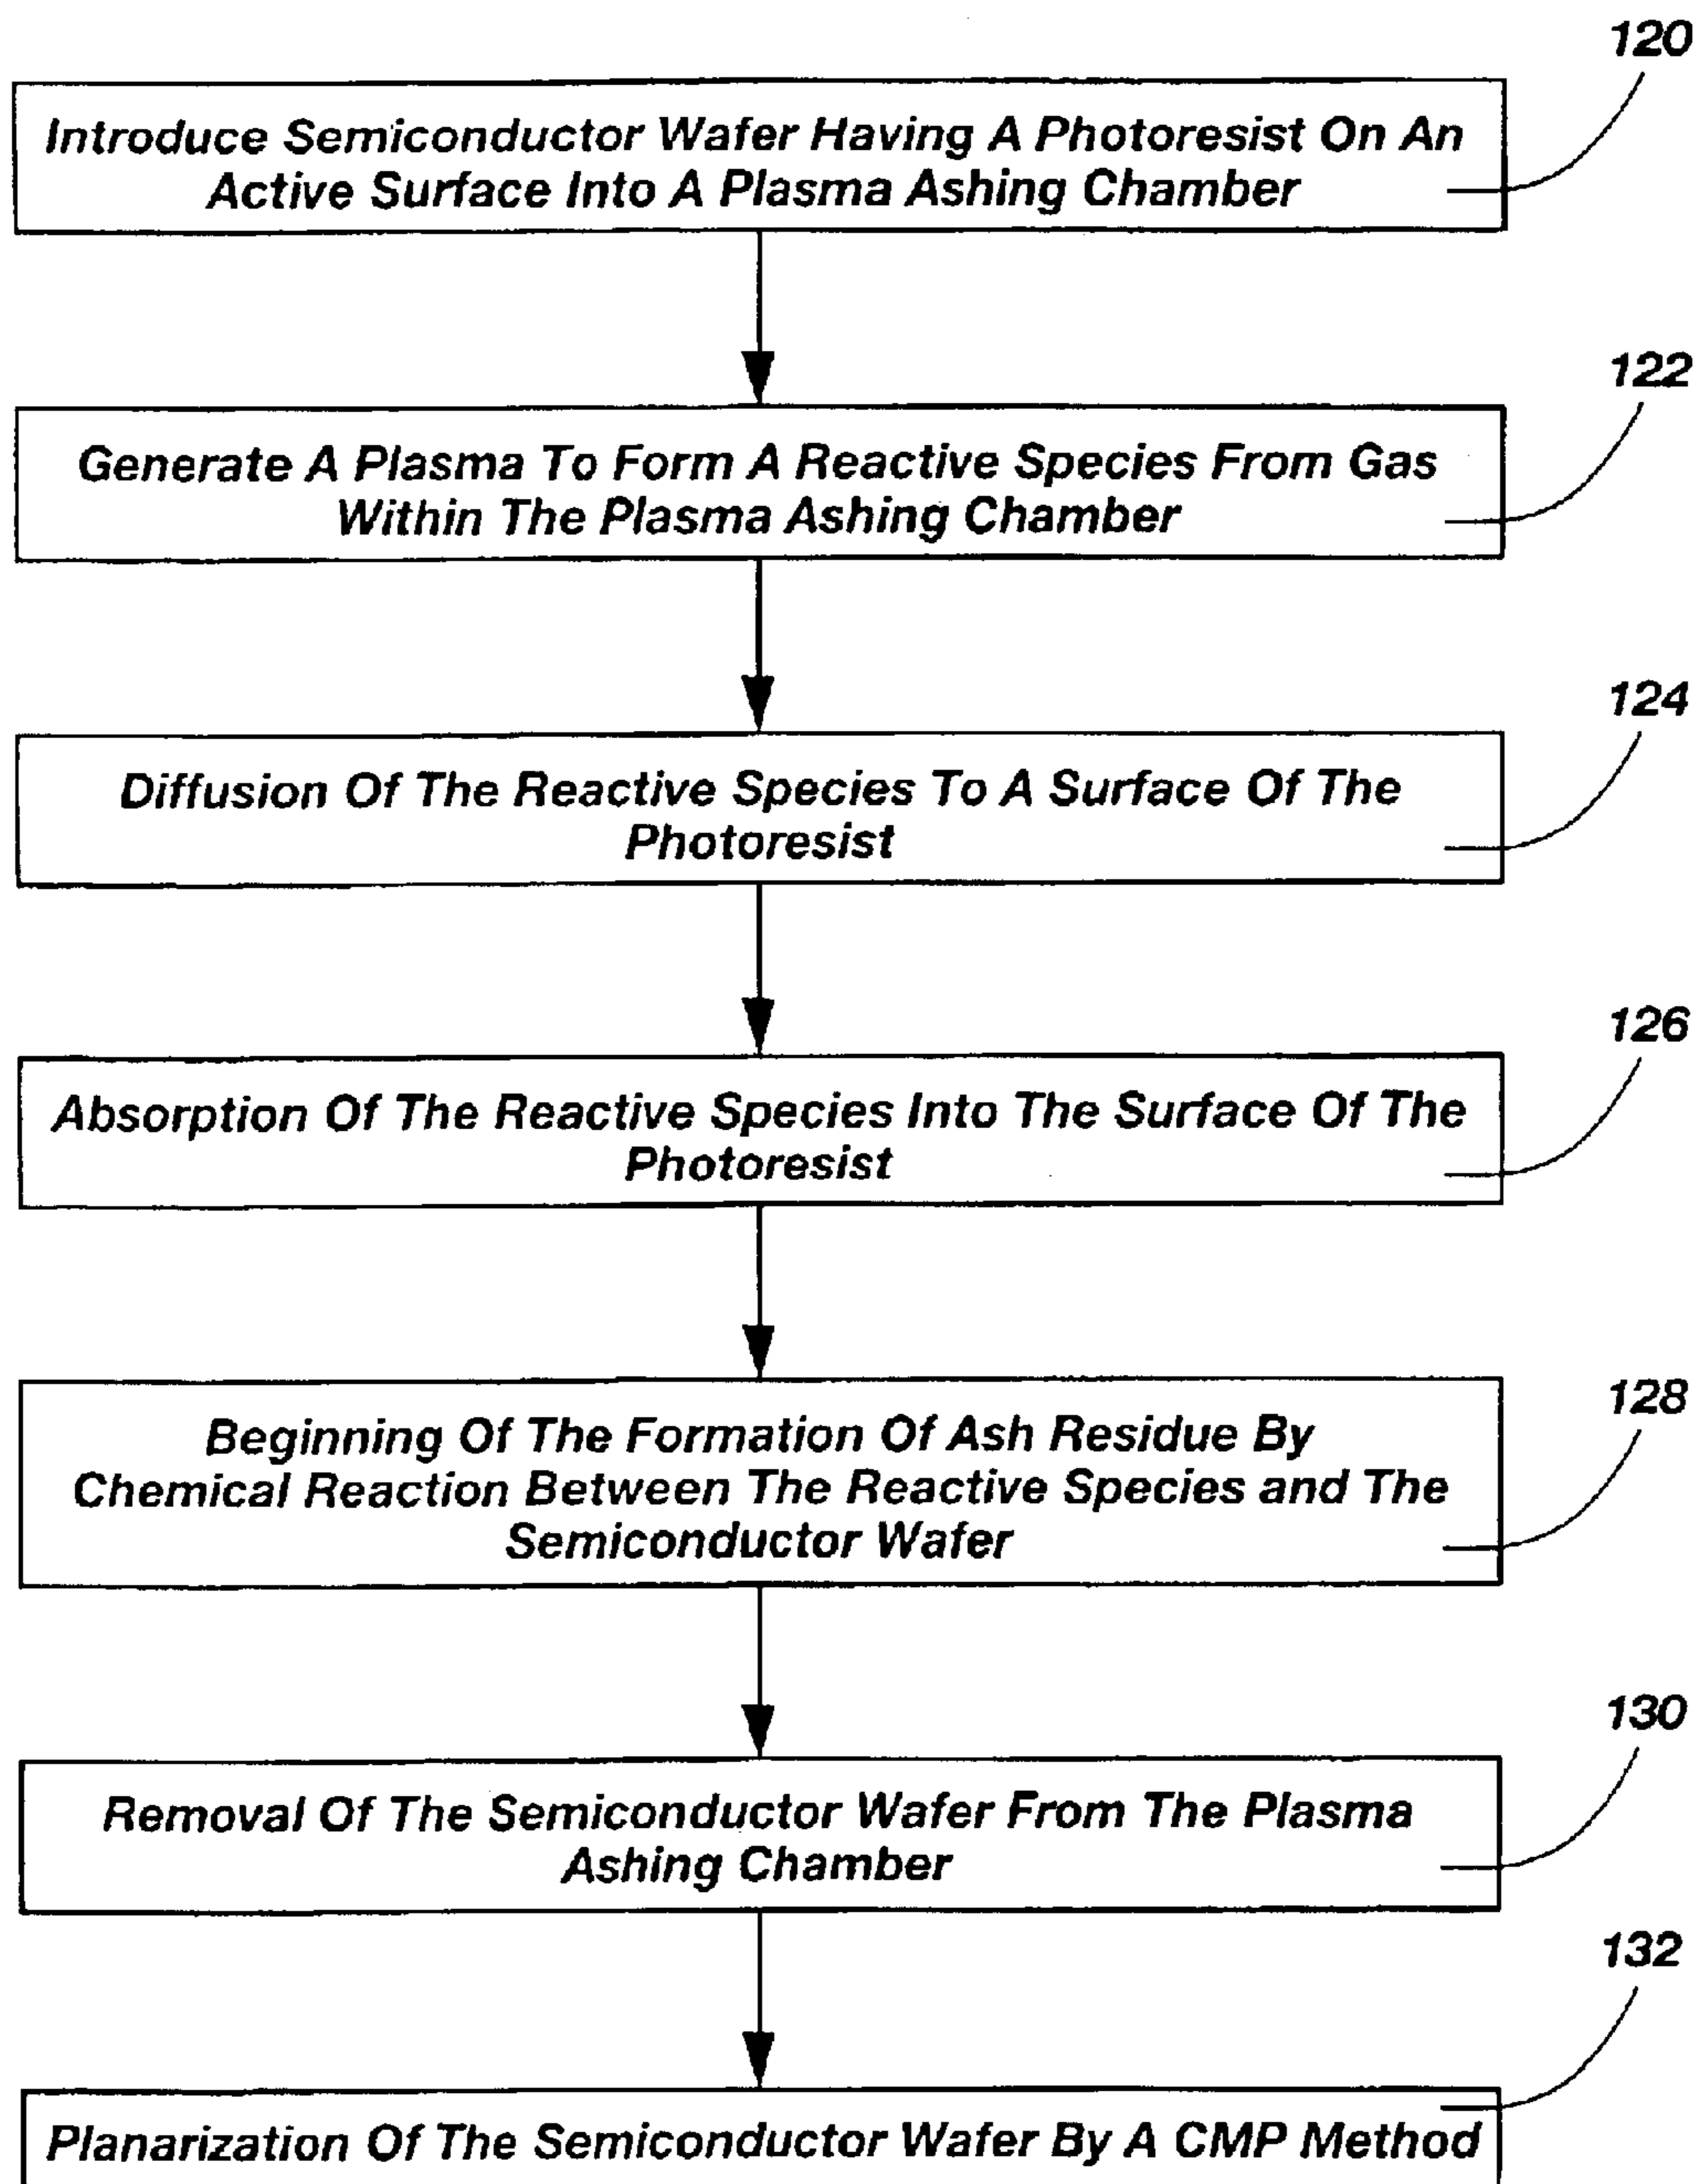 120
Introduce Semiconductor Wafer Having A Photoresist On An
Active Surface Into A Plasma Ashing Chamber
122
Generate A Plasma To Form A Reactive Species From Gas
Within The Plasma Ashing Chamber
124
Diffusion Of The Reactive Species To A Surface Of The
Photoresist
126
Absorption Of The Reactive Species Into The Surface Of The
Photoresist
128
Beginning Of The Formation Of Ash Residue By
Chemical Reaction Between The Reactive Species and The
Semiconductor Wafer
130
Removal Of The Semiconductor Wafer From The Plasma
Ashing Chamber
132
Planarization Of The Semiconductor Wafer By A CMP Method